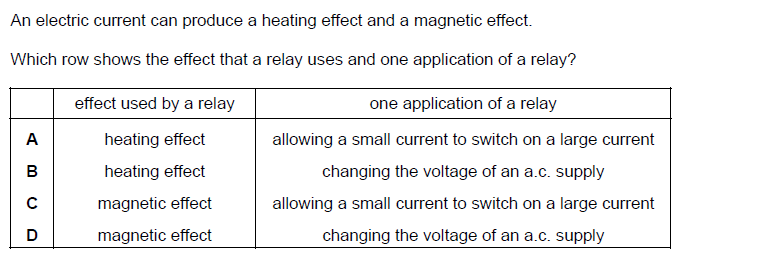 An electric current can produce a heating effect and a magnetic effect.
Which row shows the effect that a relay uses and one application of a relay?
effect used by a relay one application of a relay
A heating effect allowing a small current to switch on a large current
B heating effect changing the voltage of an a.c. supply
C magnetic effect allowing a small current to switch on a large current
D magnetic effect changing the voltage of an a.c. supply